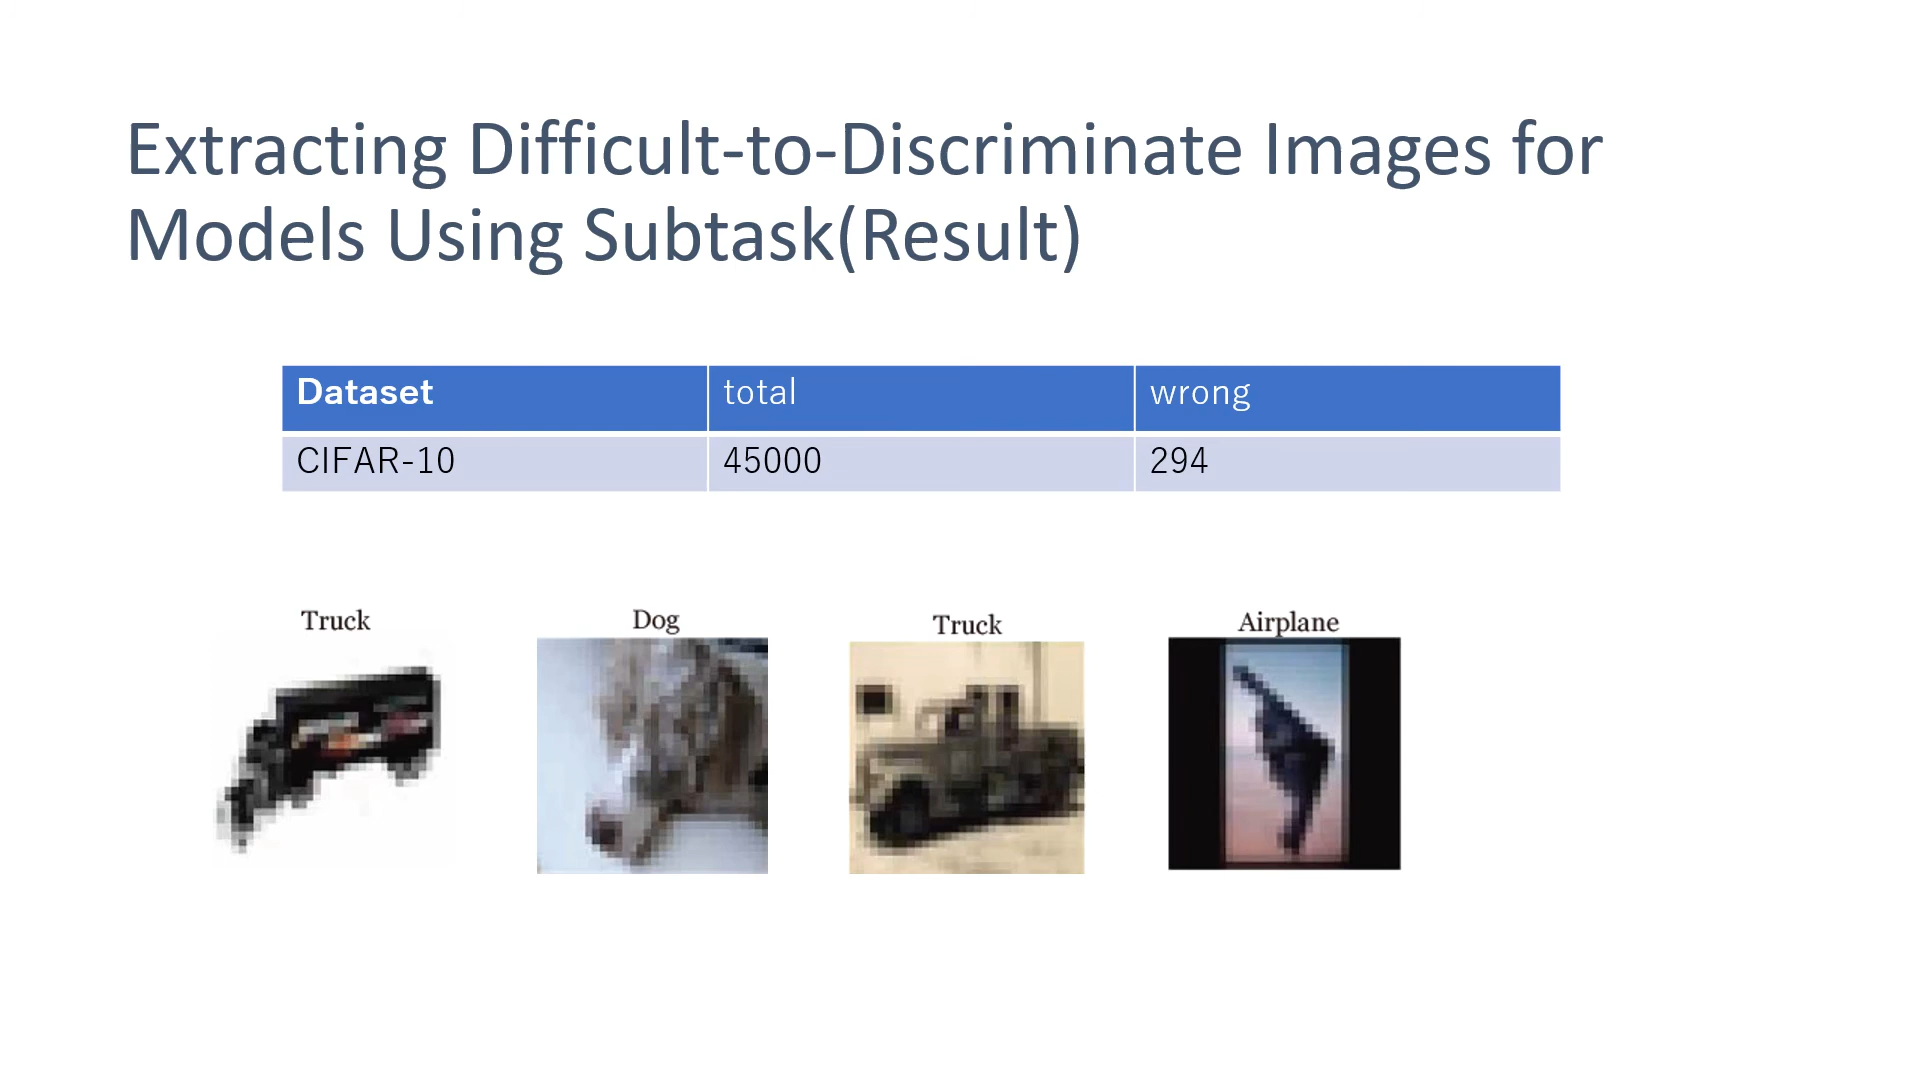 Extracting Difficult-to-Discriminate Images for
Models Using Subtask(Result)
Dataset total wrong
CIFAR-10 45000 294
Truck Dog Truck Airplane